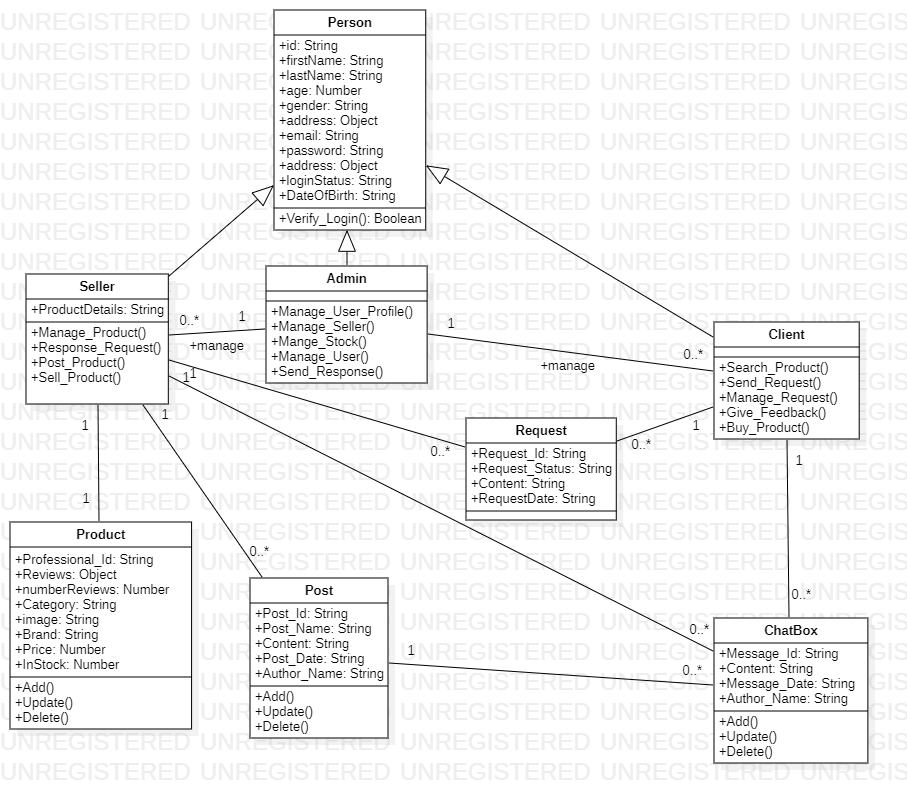 Person
+id: String
+firstName: String
+lastName: String
+age: Number
+gender: String
+address: Object
+email: String
+password: String
+address: Object
+loginStatus: String
+DateOfBirth: String
+Verify_Login(): Boolean
Seller
+ProductDetails: String
+Manage_Product()
+Response_Request()
+Post_Product()
+Sell_Product()
Admin
+Manage_User_Profile()
+Manage_Seller()
+Mange_Stock()
+Manage_User()
+Send_Response()
Client
+Search_Product()
+Send_Request()
+Manage_Request()
+Give_Feedback()
+Buy_Product()
0..*
1
+manage
1
0..*
+manage
1
1
0..*
1
0..*
Request
+Request_Id: String
+Request_Status: String
+Content: String
+RequestDate: String
1
1
1
0..*
1
0..*
0..*
Product
+Professional_Id: String
+Reviews: Object
+numberReviews: Number
+Category: String
+image: String
+Brand: String
+Price: Number
+InStock: Number
+Add()
+Update()
+Delete()
Post
+Post_Id: String
+Post_Name: String
+Content: String
+Post_Date: String
+Author_Name: String
+Add()
+Update()
+Delete()
1
0..*
ChatBox
+Message_Id: String
+Content: String
+Message_Date: String
+Author_Name: String
+Add()
+Update()
+Delete()
UNREGISTERED UNREGISTERED UNREGISTERED UNREGISTERED